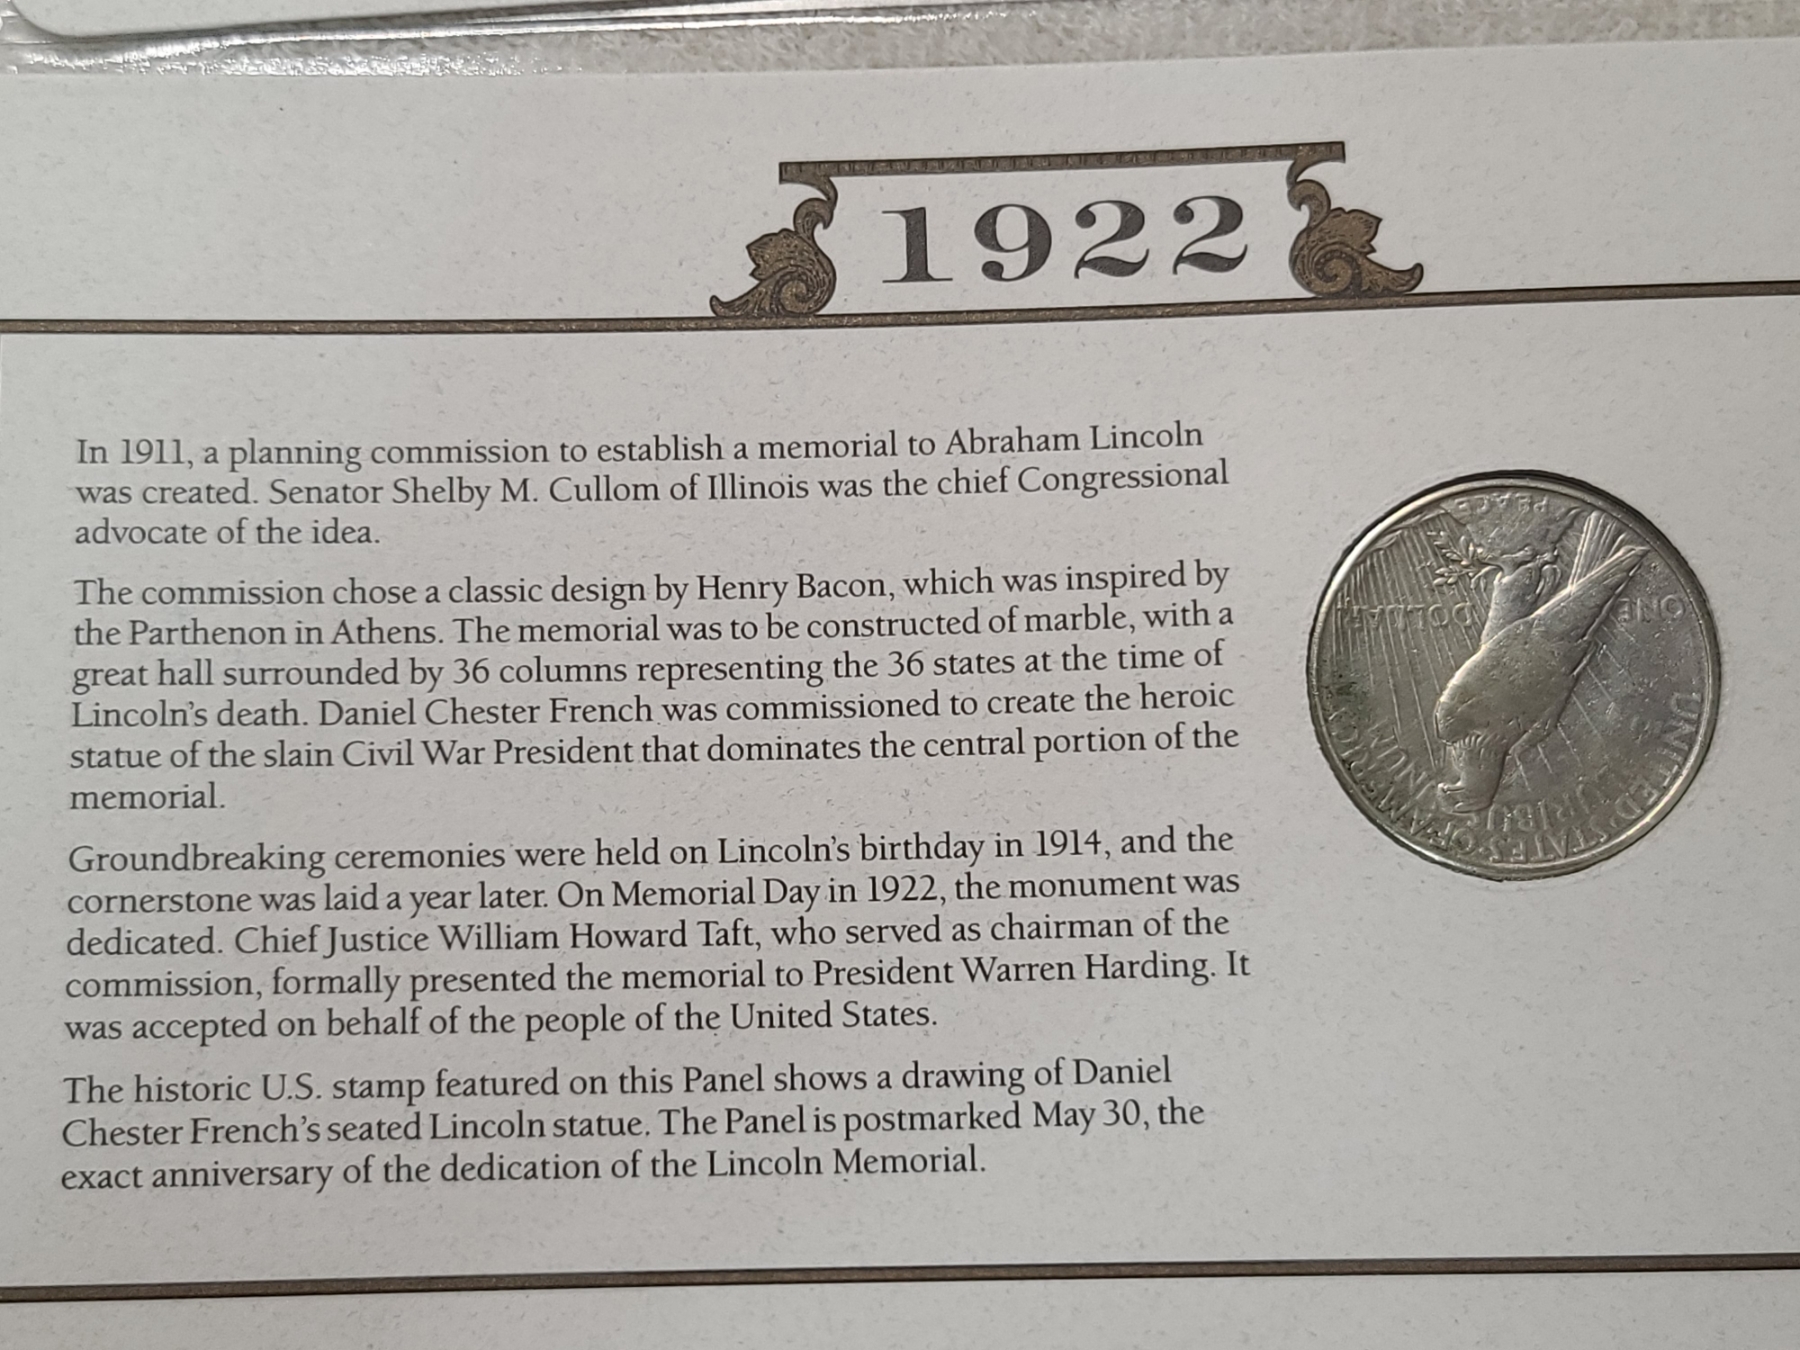 1922
In 1911, a planning commission to establish a memorial to Abraham Lincoln
was created. Senator Shelby M. Cullom of Illinois was the chief Congressional
advocate of the idea.
The commission chose a classic design by Henry Bacon, which was inspired by
the Parthenon in Athens. The memorial was to be constructed of marble, with a
great hall surrounded by 36 columns representing the 36 states at the time of
Lincoln's death. Daniel Chester French was commissioned to create the heroic
statue of the slain Civil War President that dominates the central portion of the
memorial.
Groundbreaking ceremonies were held on Lincoln's birthday in 1914, and the
cornerstone was laid a year later. On Memorial Day in 1922, the monument was
dedicated. Chief Justice William Howard Taft, who served as chairman of the
commission, formally presented the memorial to President Warren Harding. It
was accepted on behalf of the people of the United States.
The historic U.S. stamp featured on this Panel shows a drawing of Daniel
Chester French's seated Lincoln statue. The Panel is postmarked May 30, the
exact anniversary of the dedication of the Lincoln Memorial.
UNITED STATES OF AMERICA
URIBUS UNUM
ONE DOLLAR
PEACE